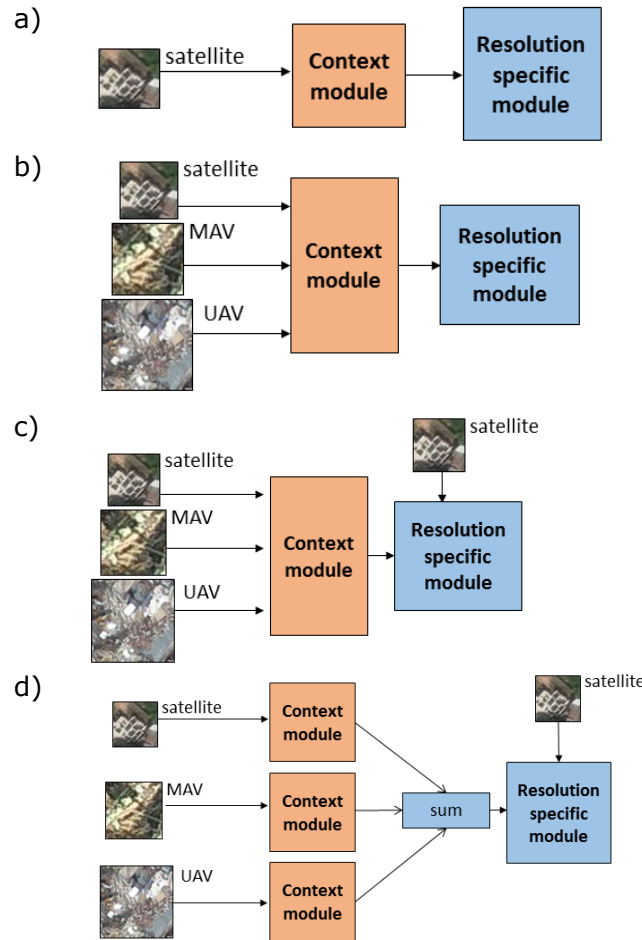 a)
satellite
Context
module
Resolution
specific
module
b)
satellite
MAV
UAV
Context
module
Resolution
specific
module
c)
satellite
MAV
UAV
Context
module
satellite
Resolution
specific
module
d)
satellite
MAV
UAV
Context
module
Context
module
Context
module
sum
satellite
Resolution
specific
module